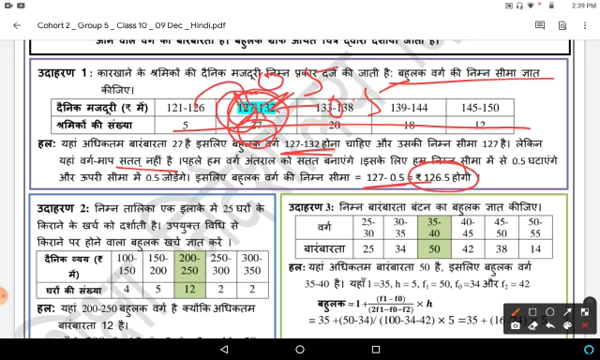 2:39 PM
Cohort 2 _ Group 5 _ Class 10 _ 09 Dec _ Hindi.pdf
उदाहरण 1: कारखाने के श्रमिकों की दैनिक मजदूरी निम्न प्रकार दर्ज की जाती है: बहुलक वर्ग की निम्न सीमा ज्ञात
कीजिए।
दैनिक मजदूरी (₹ में) 121-126 127-132 133-138 139-144 145-150
श्रमिकों की संख्या 5 27 20 18 12
हल: यहां अधिकतम बारंबारता 27 है इसलिए बहुलक वर्ग 127-132 होना चाहिए और उसकी निम्न सीमा 127 है। लेकिन
यहां वर्ग-माप सतत् नहीं है ।पहले हम वर्ग अंतराल को सतत बनाएंगे ।इसके लिए हम निम्न सीमा में से 0.5 घटाएंगे
और ऊपरी सीमा में 0.5 जोड़ेंगे। इसलिए बहुलक वर्ग की निम्न सीमा = 127- 0.5 = ₹ 126.5 होगी ।
उदाहरण 2: निम्न तालिका एक इलाके में 25 घरों के
किराने के खर्च को दर्शाती है। उपयुक्त विधि से
किराने पर होने वाला बहुलक खर्च ज्ञात करें ।
दैनिक व्यय (₹ में) 100-150 150-200 200-250 250-300 300-350
घरों की संख्या 4 5 12 2 2
हल: यहां 200-250 बहुलक वर्ग है क्योंकि अधिकतम
बारंबारता 12 है।
उदाहरण 3: निम्न बारंबारता बंटन का बहुलक ज्ञात कीजिए।
वर्ग 25-30 30-35 35-40 40-45 45-50 50-55
बारंबारता 25 34 50 42 38 14
हल: यहां अधिकतम बारंबारता 50 है, इसलिए बहुलक वर्ग
35-40 है। यहाँ l =35, h =5, f₁= 50, f₀=34 और f₂ = 42
बहुलक = l + (f1−f0)/(2f1−f0−f2) × h
= 35 +(50-34)/ (100-34-42) × 5 =35 + (16